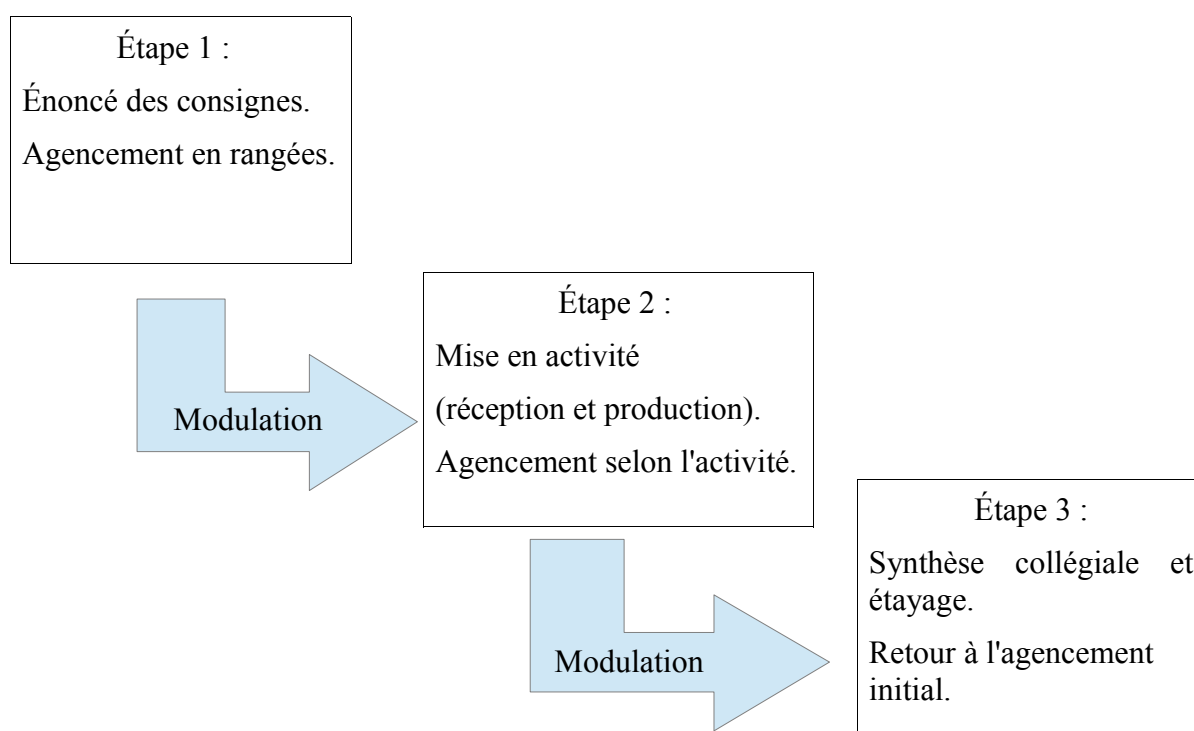 Étape 1 :
Énoncé des consignes.
Agencement en rangées.
Modulation
Étape 2 :
Mise en activité
(réception et production).
Agencement selon l'activité.
Modulation
Étape 3 :
Synthèse collégiale et
étayage.
Retour à l'agencement
initial.